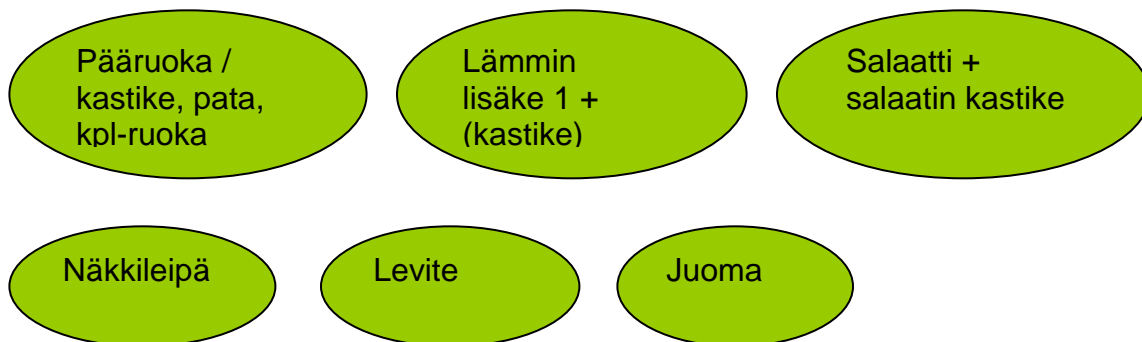 Pääruoka /
kastike, pata,
kpl-ruoka
Lämmin
lisäke 1 +
(kastike)
Salaatti +
salaatin kastike
Näkkileipä
Levite
Juoma